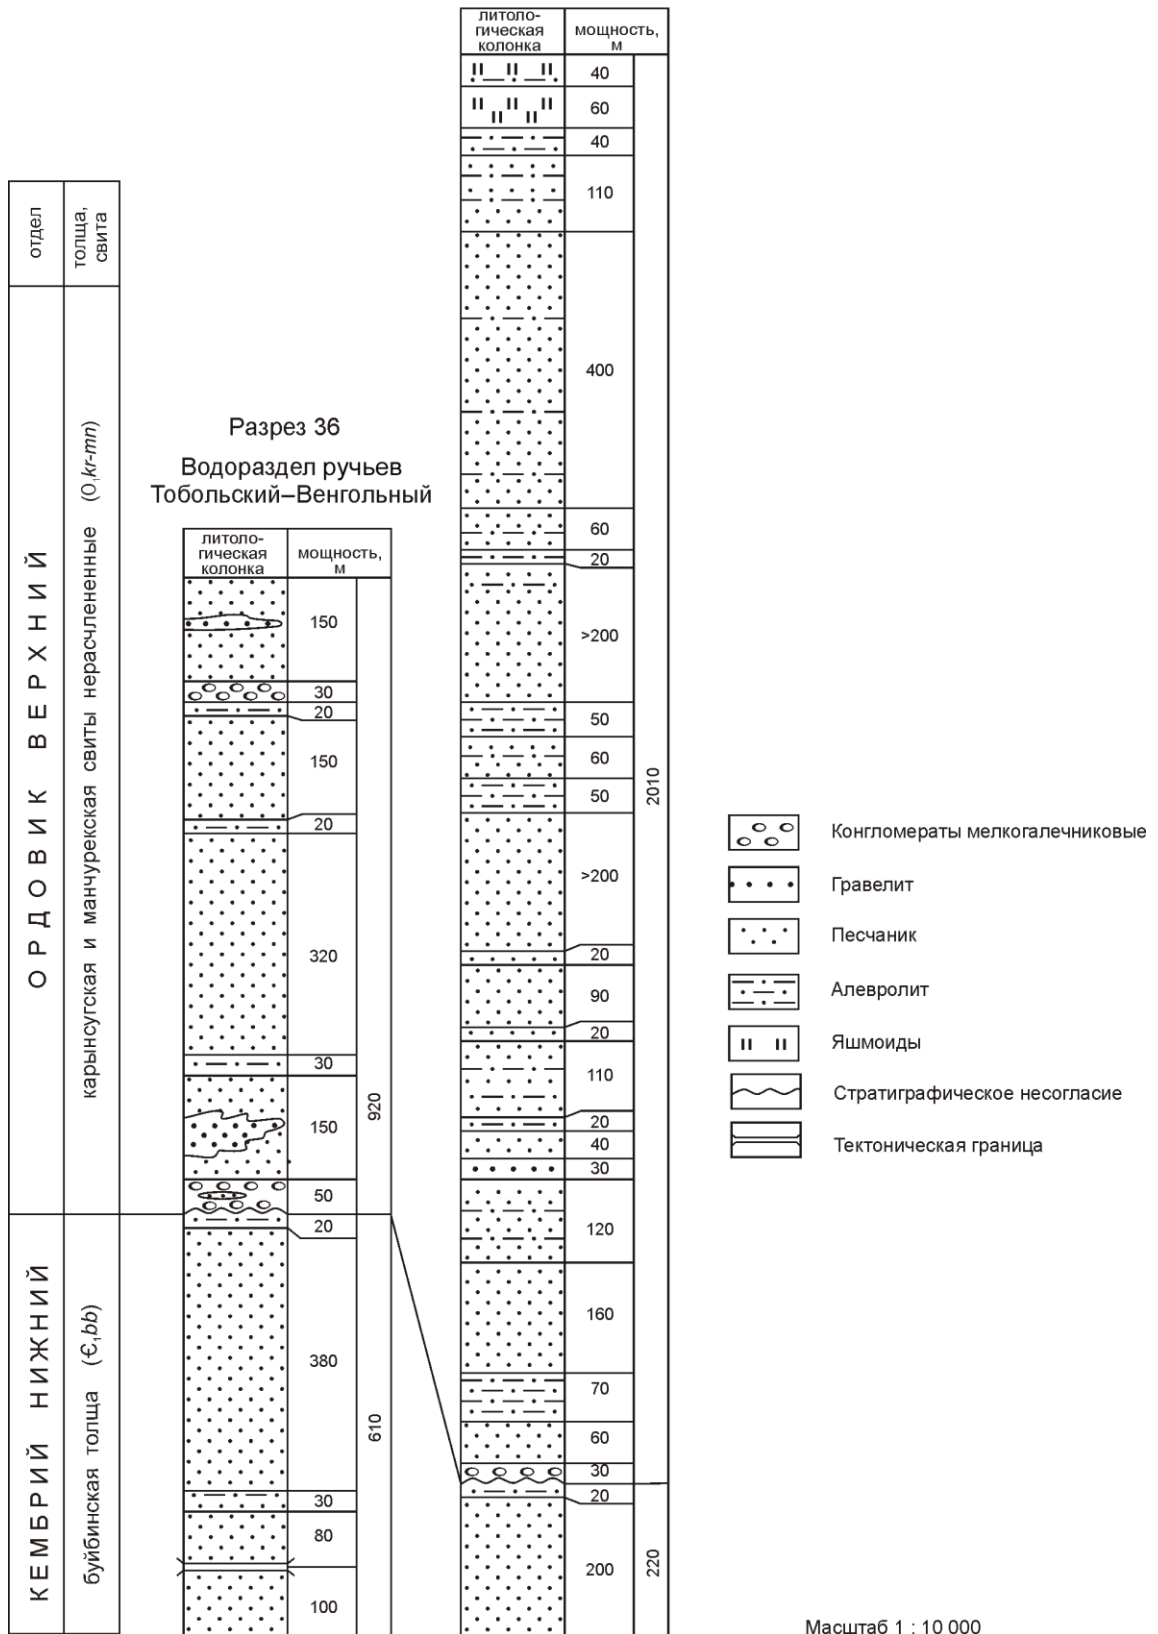 отдел
толща,
свита
ОРДОВИК ВЕРХНИЙ
карынсугская и манчурекская свиты нерасчлененные (O₁kr-mn)
КЕМБРИЙ НИЖНИЙ
буйбинская толща (Є₁bb)
Разрез 36
Водораздел ручьев
Тобольский–Венгольный
литоло-
гическая
колонка
мощность,
м
150
30
20
150
20
320
30
150
50
20
380
30
80
100
920
610
литоло-
гическая
колонка
мощность,
м
40
60
40
110
400
60
20
>200
50
60
50
>200
20
90
20
110
20
40
30
120
160
70
60
30
20
200
2010
220
Конгломераты мелкогалечниковые
Гравелит
Песчаник
Алевролит
Яшмоиды
Стратиграфическое несогласие
Тектоническая граница
Масштаб 1 : 10 000